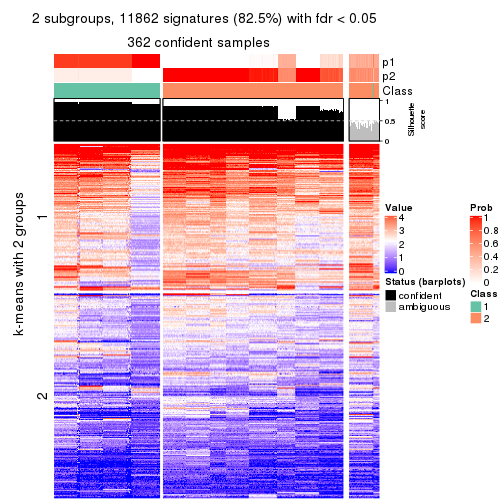 2 subgroups, 11862 signatures (82.5%) with fdr < 0.05
362 confident samples
p1
p2
Class
1
0.5
0
Silhouette
score
k-means with 2 groups
1
2
Value
4
3
2
1
0
Status (barplots)
confident
ambiguous
Prob
1
0.8
0.6
0.4
0.2
0
Class
1
2